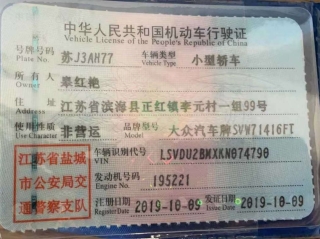 中华人民共和国机动车行驶证
Vehicle License of the People's Republic of China
号牌号码 苏J3AH77 车辆类型 小型轿车
Plate No. Vehicle Type
所有人 辜红艳
Owner
住址 江苏省滨海县正红镇孝元村一组99号
Address
使用性质 非营运 品牌型号 大众汽车牌SVW71416FT
Use Character Model
江苏省盐城市公安局交通警察支队
车辆识别代号 LSVDU2BMXKN074790
VIN
发动机号码 195221
Engine No.
注册日期 2019-10-09 发证日期 2019-10-09
Register Date Issue Date